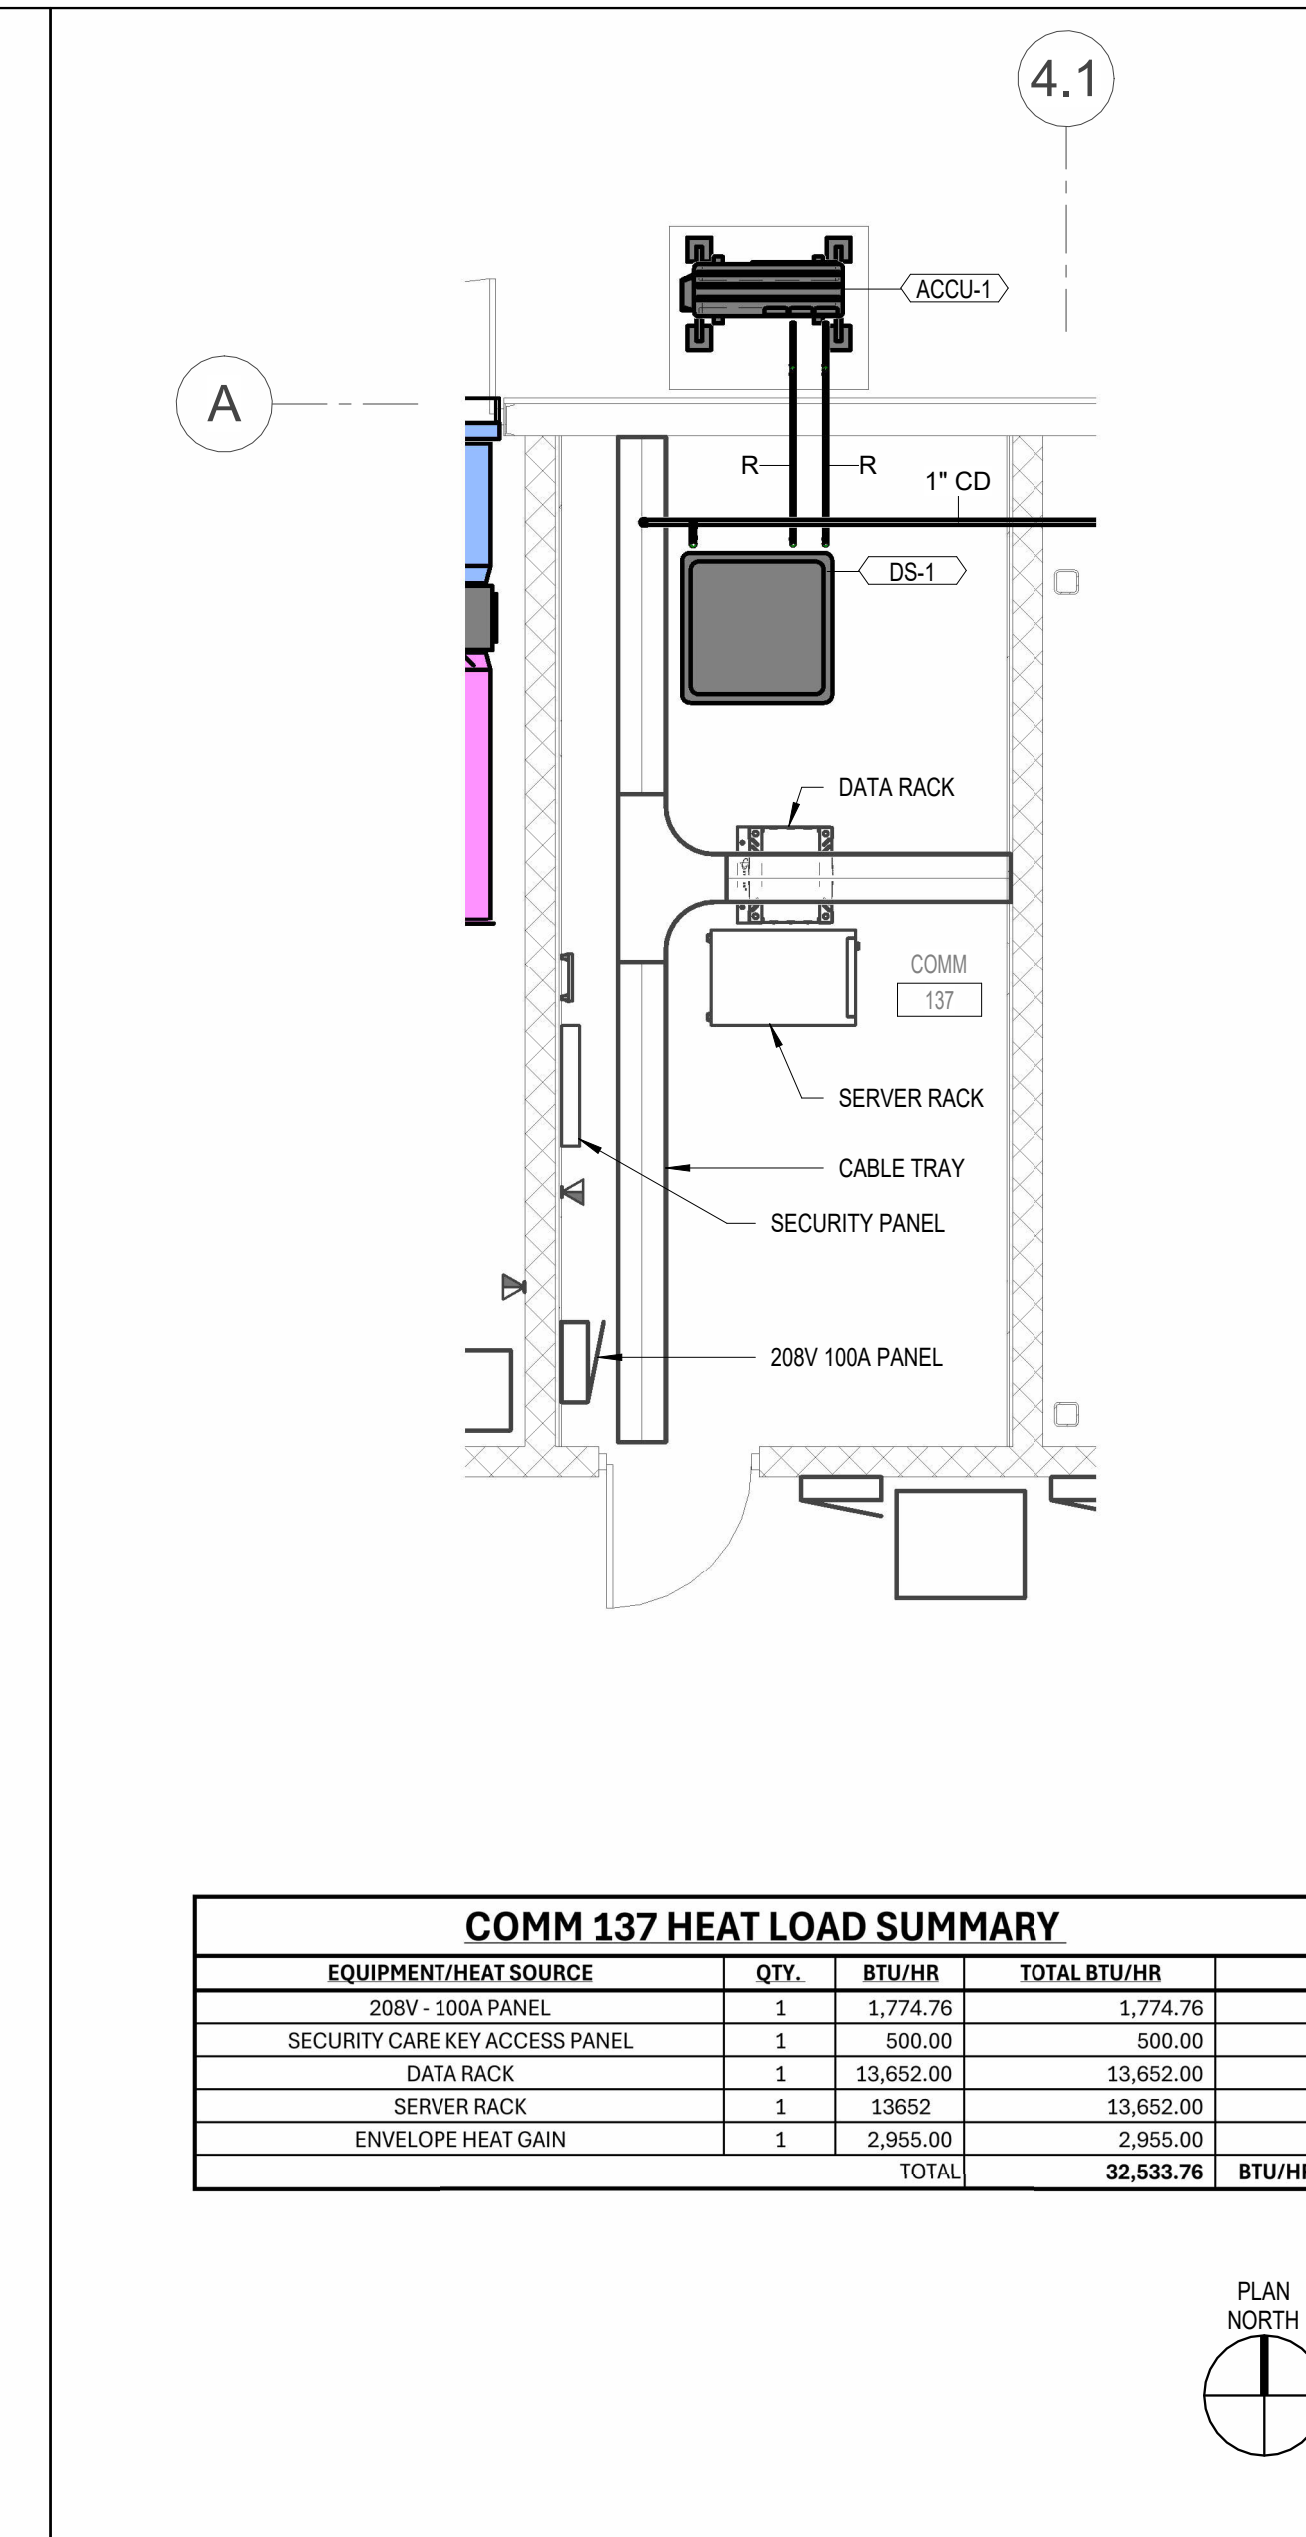 4.1
ACCU-1
A
R R
1" CD
DS-1
DATA RACK
COMM
137
SERVER RACK
CABLE TRAY
SECURITY PANEL
208V 100A PANEL
COMM 137 HEAT LOAD SUMMARY
EQUIPMENT/HEAT SOURCE QTY. BTU/HR TOTAL BTU/HR
208V - 100A PANEL 1 1,774.76 1,774.76
SECURITY CARE KEY ACCESS PANEL 1 500.00 500.00
DATA RACK 1 13,652.00 13,652.00
SERVER RACK 1 13652 13,652.00
ENVELOPE HEAT GAIN 1 2,955.00 2,955.00
TOTAL 32,533.76 BTU/HR
PLAN
NORTH